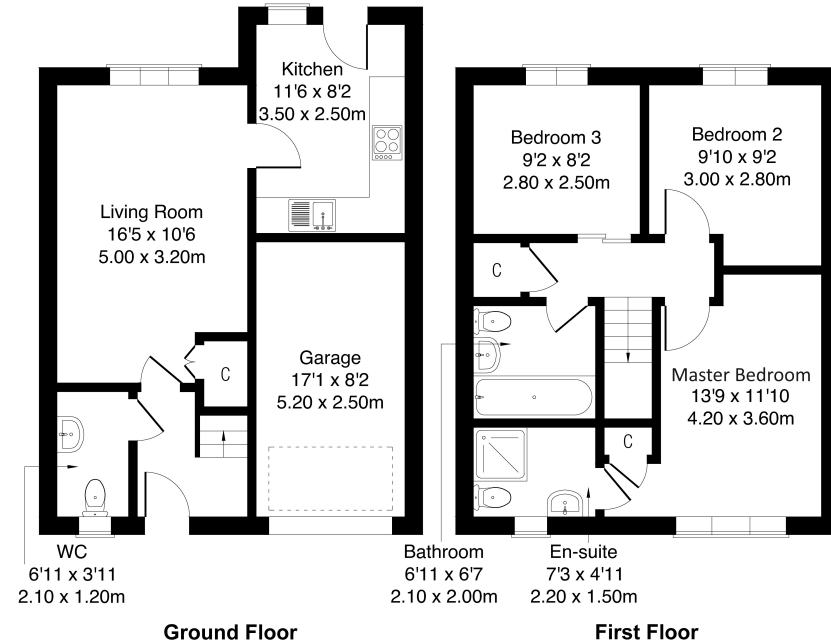 Kitchen
11'6 x 8'2
3.50 x 2.50m
Living Room
16'5 x 10'6
5.00 x 3.20m
C
Garage
17'1 x 8'2
5.20 x 2.50m
WC
6'11 x 3'11
2.10 x 1.20m
Ground Floor
Bedroom 3
9'2 x 8'2
2.80 x 2.50m
Bedroom 2
9'10 x 9'2
3.00 x 2.80m
C
Master Bedroom
13'9 x 11'10
4.20 x 3.60m
C
Bathroom
6'11 x 6'7
2.10 x 2.00m
En-suite
7'3 x 4'11
2.20 x 1.50m
First Floor